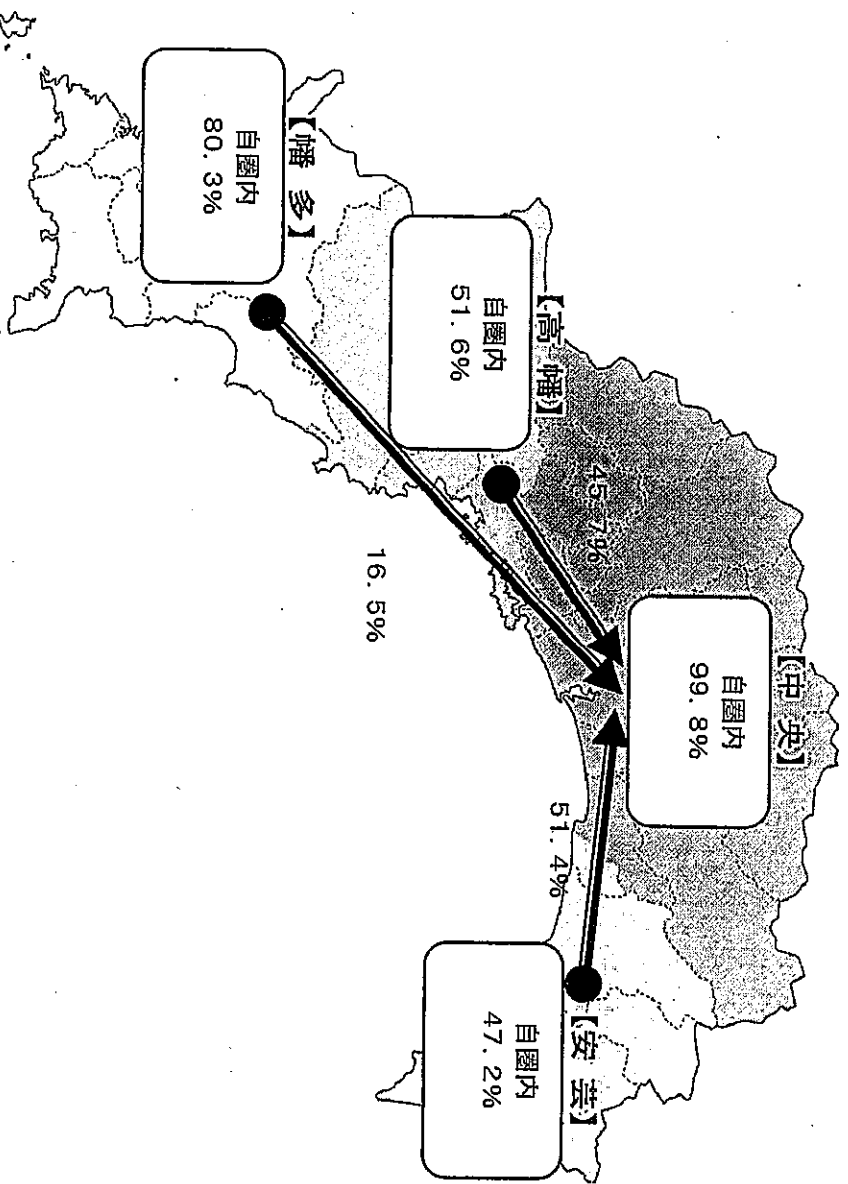 【中 央】
自圏内
99. 8%
【高 幡】
自圏内
51. 6%
45. 7%
【幡 多】
自圏内
80. 3%
16. 5%
51. 4%
【安 芸】
自圏内
47. 2%